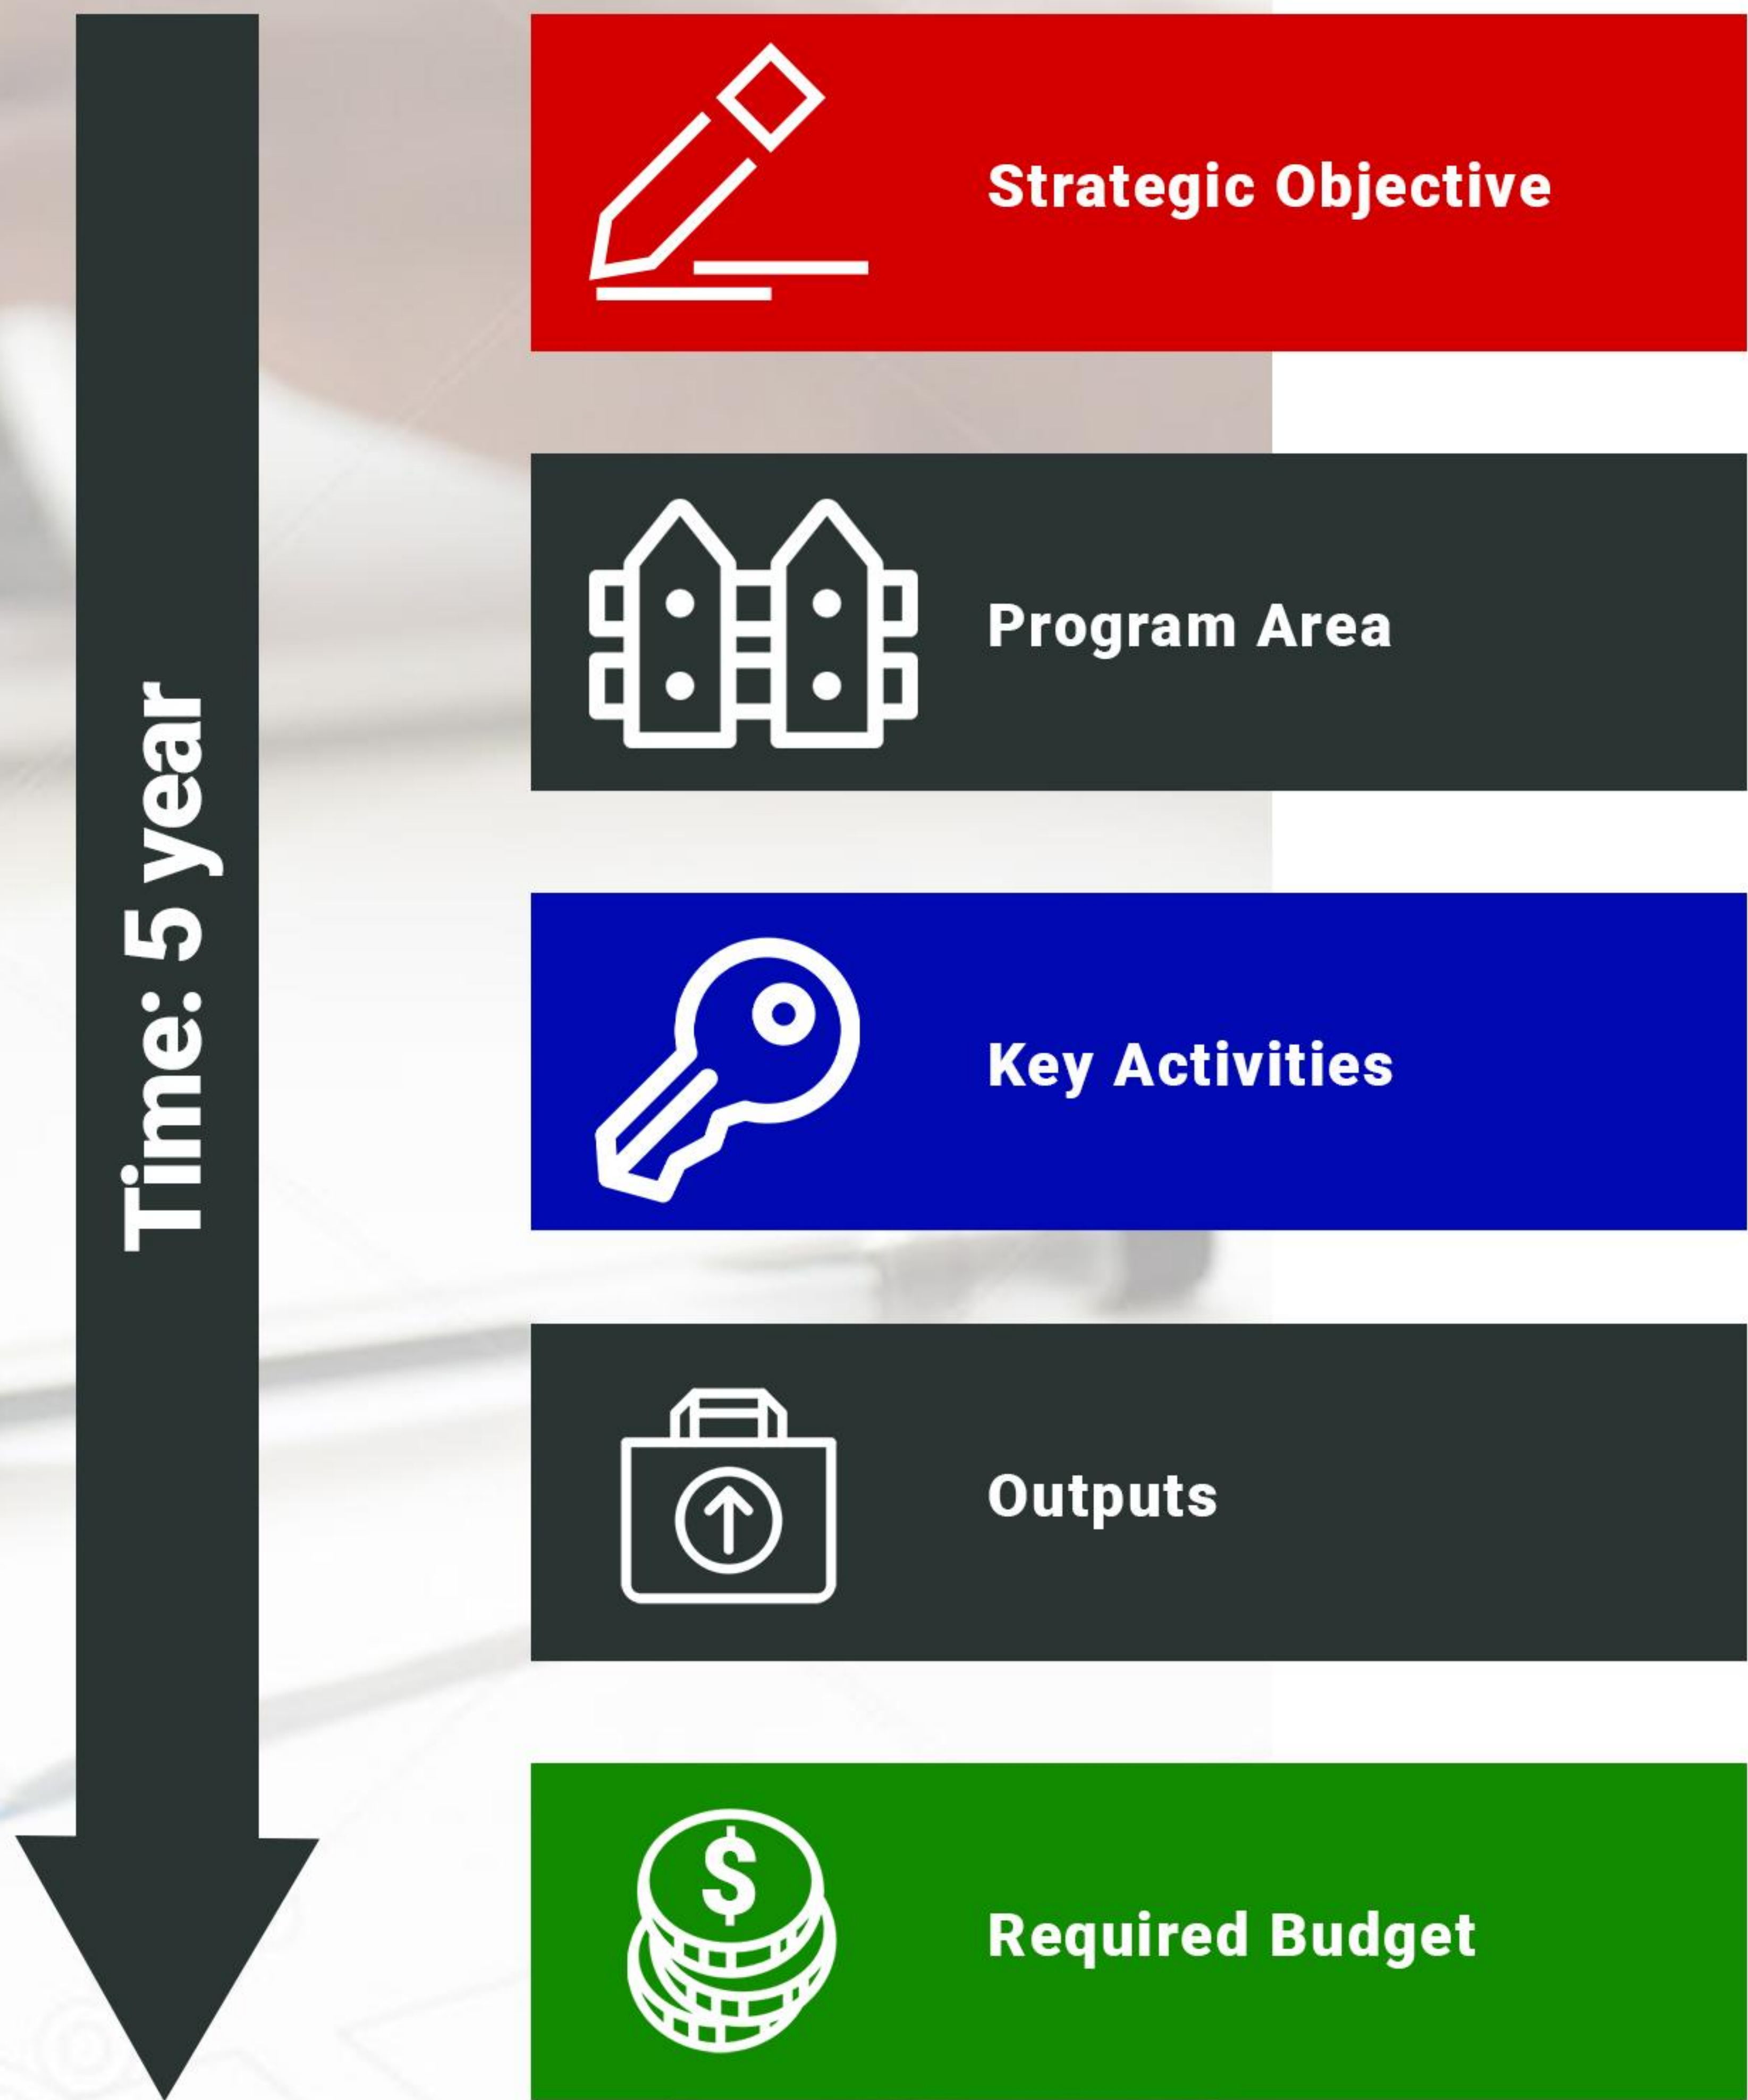 Time: 5 year
Strategic Objective
Program Area
Key Activities
Outputs
$
Required Budget